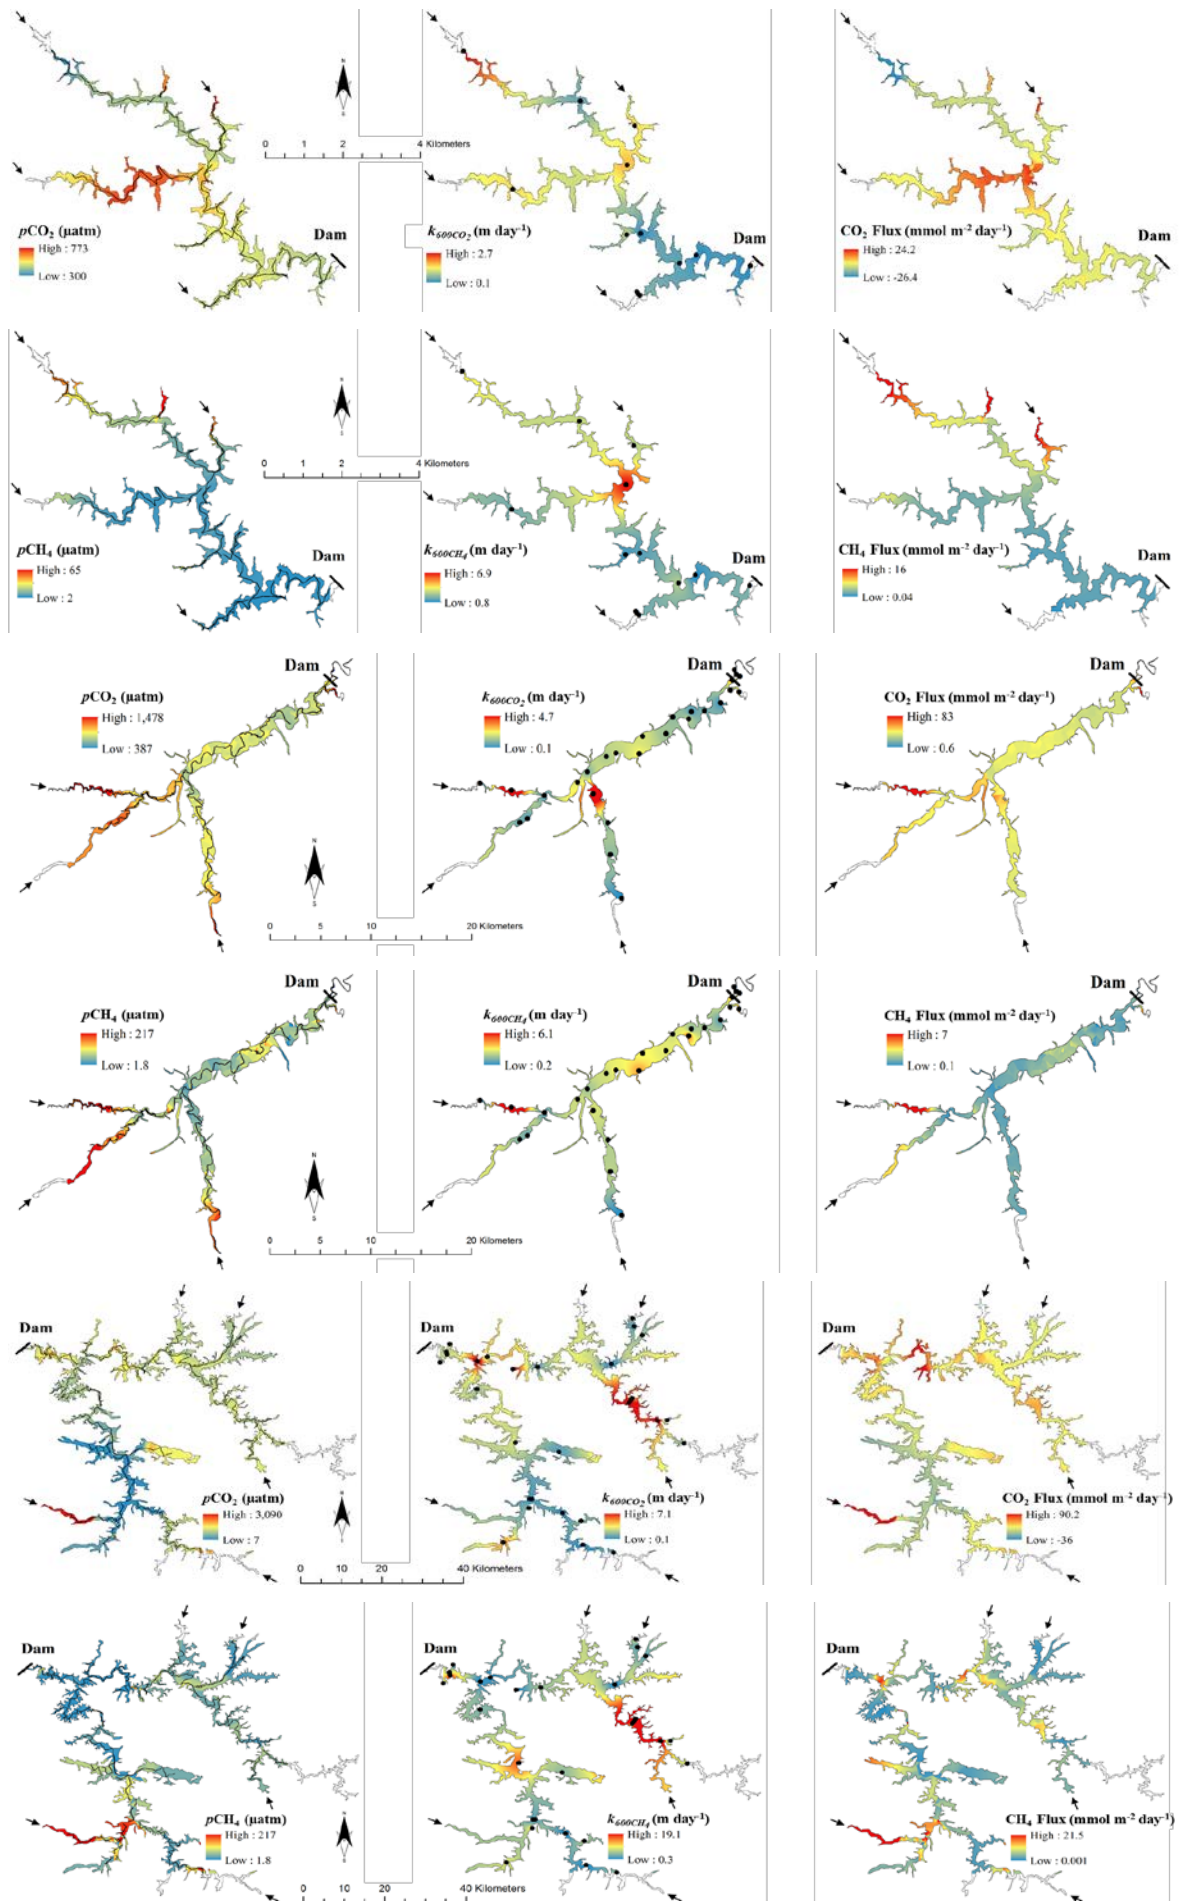 pCO₂ (µatm)
High : 773
Low : 300
Dam
N
S
0 2 4 Kilometers
k600CO₂ (m day⁻¹)
High : 2.7
Low : 0.1
Dam
CO₂ Flux (mmol m⁻² day⁻¹)
High : 24.2
Low : -26.4
Dam
pCH₄ (µatm)
High : 65
Low : 2
Dam
N
S
0 2 4 Kilometers
k600CH₄ (m day⁻¹)
High : 6.9
Low : 0.8
Dam
CH₄ Flux (mmol m⁻² day⁻¹)
High : 16
Low : 0.04
Dam
Dam
pCO₂ (µatm)
High : 1,478
Low : 387
N
S
0 5 10 20 Kilometers
Dam
k600CO₂ (m day⁻¹)
High : 4.7
Low : 0.1
Dam
CO₂ Flux (mmol m⁻² day⁻¹)
High : 83
Low : 0.6
Dam
pCH₄ (µatm)
High : 217
Low : 1.8
N
S
0 5 10 20 Kilometers
Dam
k600CH₄ (m day⁻¹)
High : 6.1
Low : 0.2
Dam
CH₄ Flux (mmol m⁻² day⁻¹)
High : 7
Low : 0.1
Dam
pCO₂ (µatm)
High : 3,090
Low : 7
N
0 10 20 40 Kilometers
Dam
k600CO₂ (m day⁻¹)
High : 7.1
Low : 0.1
Dam
CO₂ Flux (mmol m⁻² day⁻¹)
High : 90.2
Low : -36
Dam
pCH₄ (µatm)
High : 217
Low : 1.8
N
0 10 20 40 Kilometers
Dam
k600CH₄ (m day⁻¹)
High : 19.1
Low : 0.3
Dam
CH₄ Flux (mmol m⁻² day⁻¹)
High : 21.5
Low : 0.001